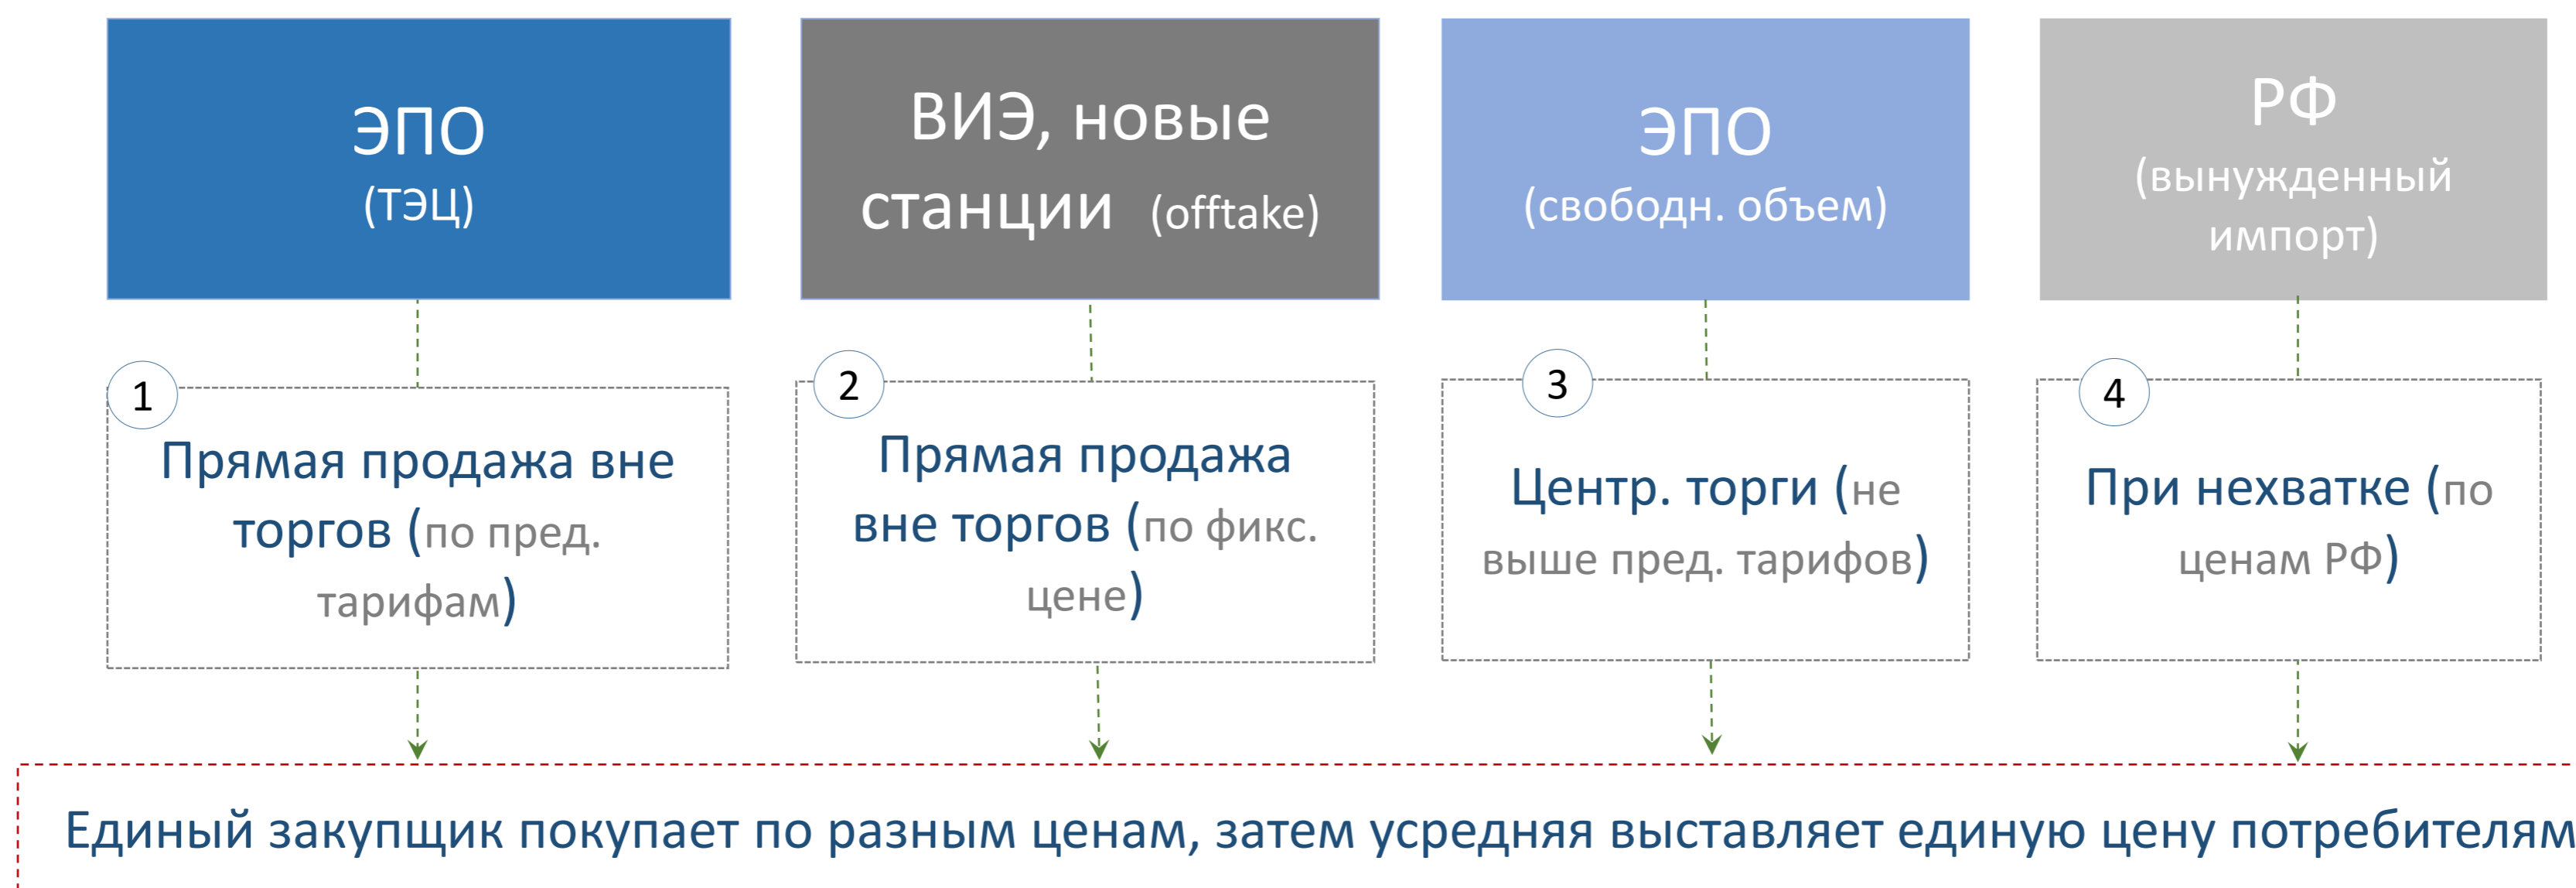 ЭПО
(ТЭЦ)
ВИЭ, новые
станции (offtake)
ЭПО
(свободн. объем)
РФ
(вынужденный
импорт)
1
Прямая продажа вне
торгов (по пред.
тарифам)
2
Прямая продажа
вне торгов (по фикс.
цене)
3
Центр. торги (не
выше пред. тарифов)
4
При нехватке (по
ценам РФ)
Единый закупщик покупает по разным ценам, затем усредняя выставляет единую цену потребителям